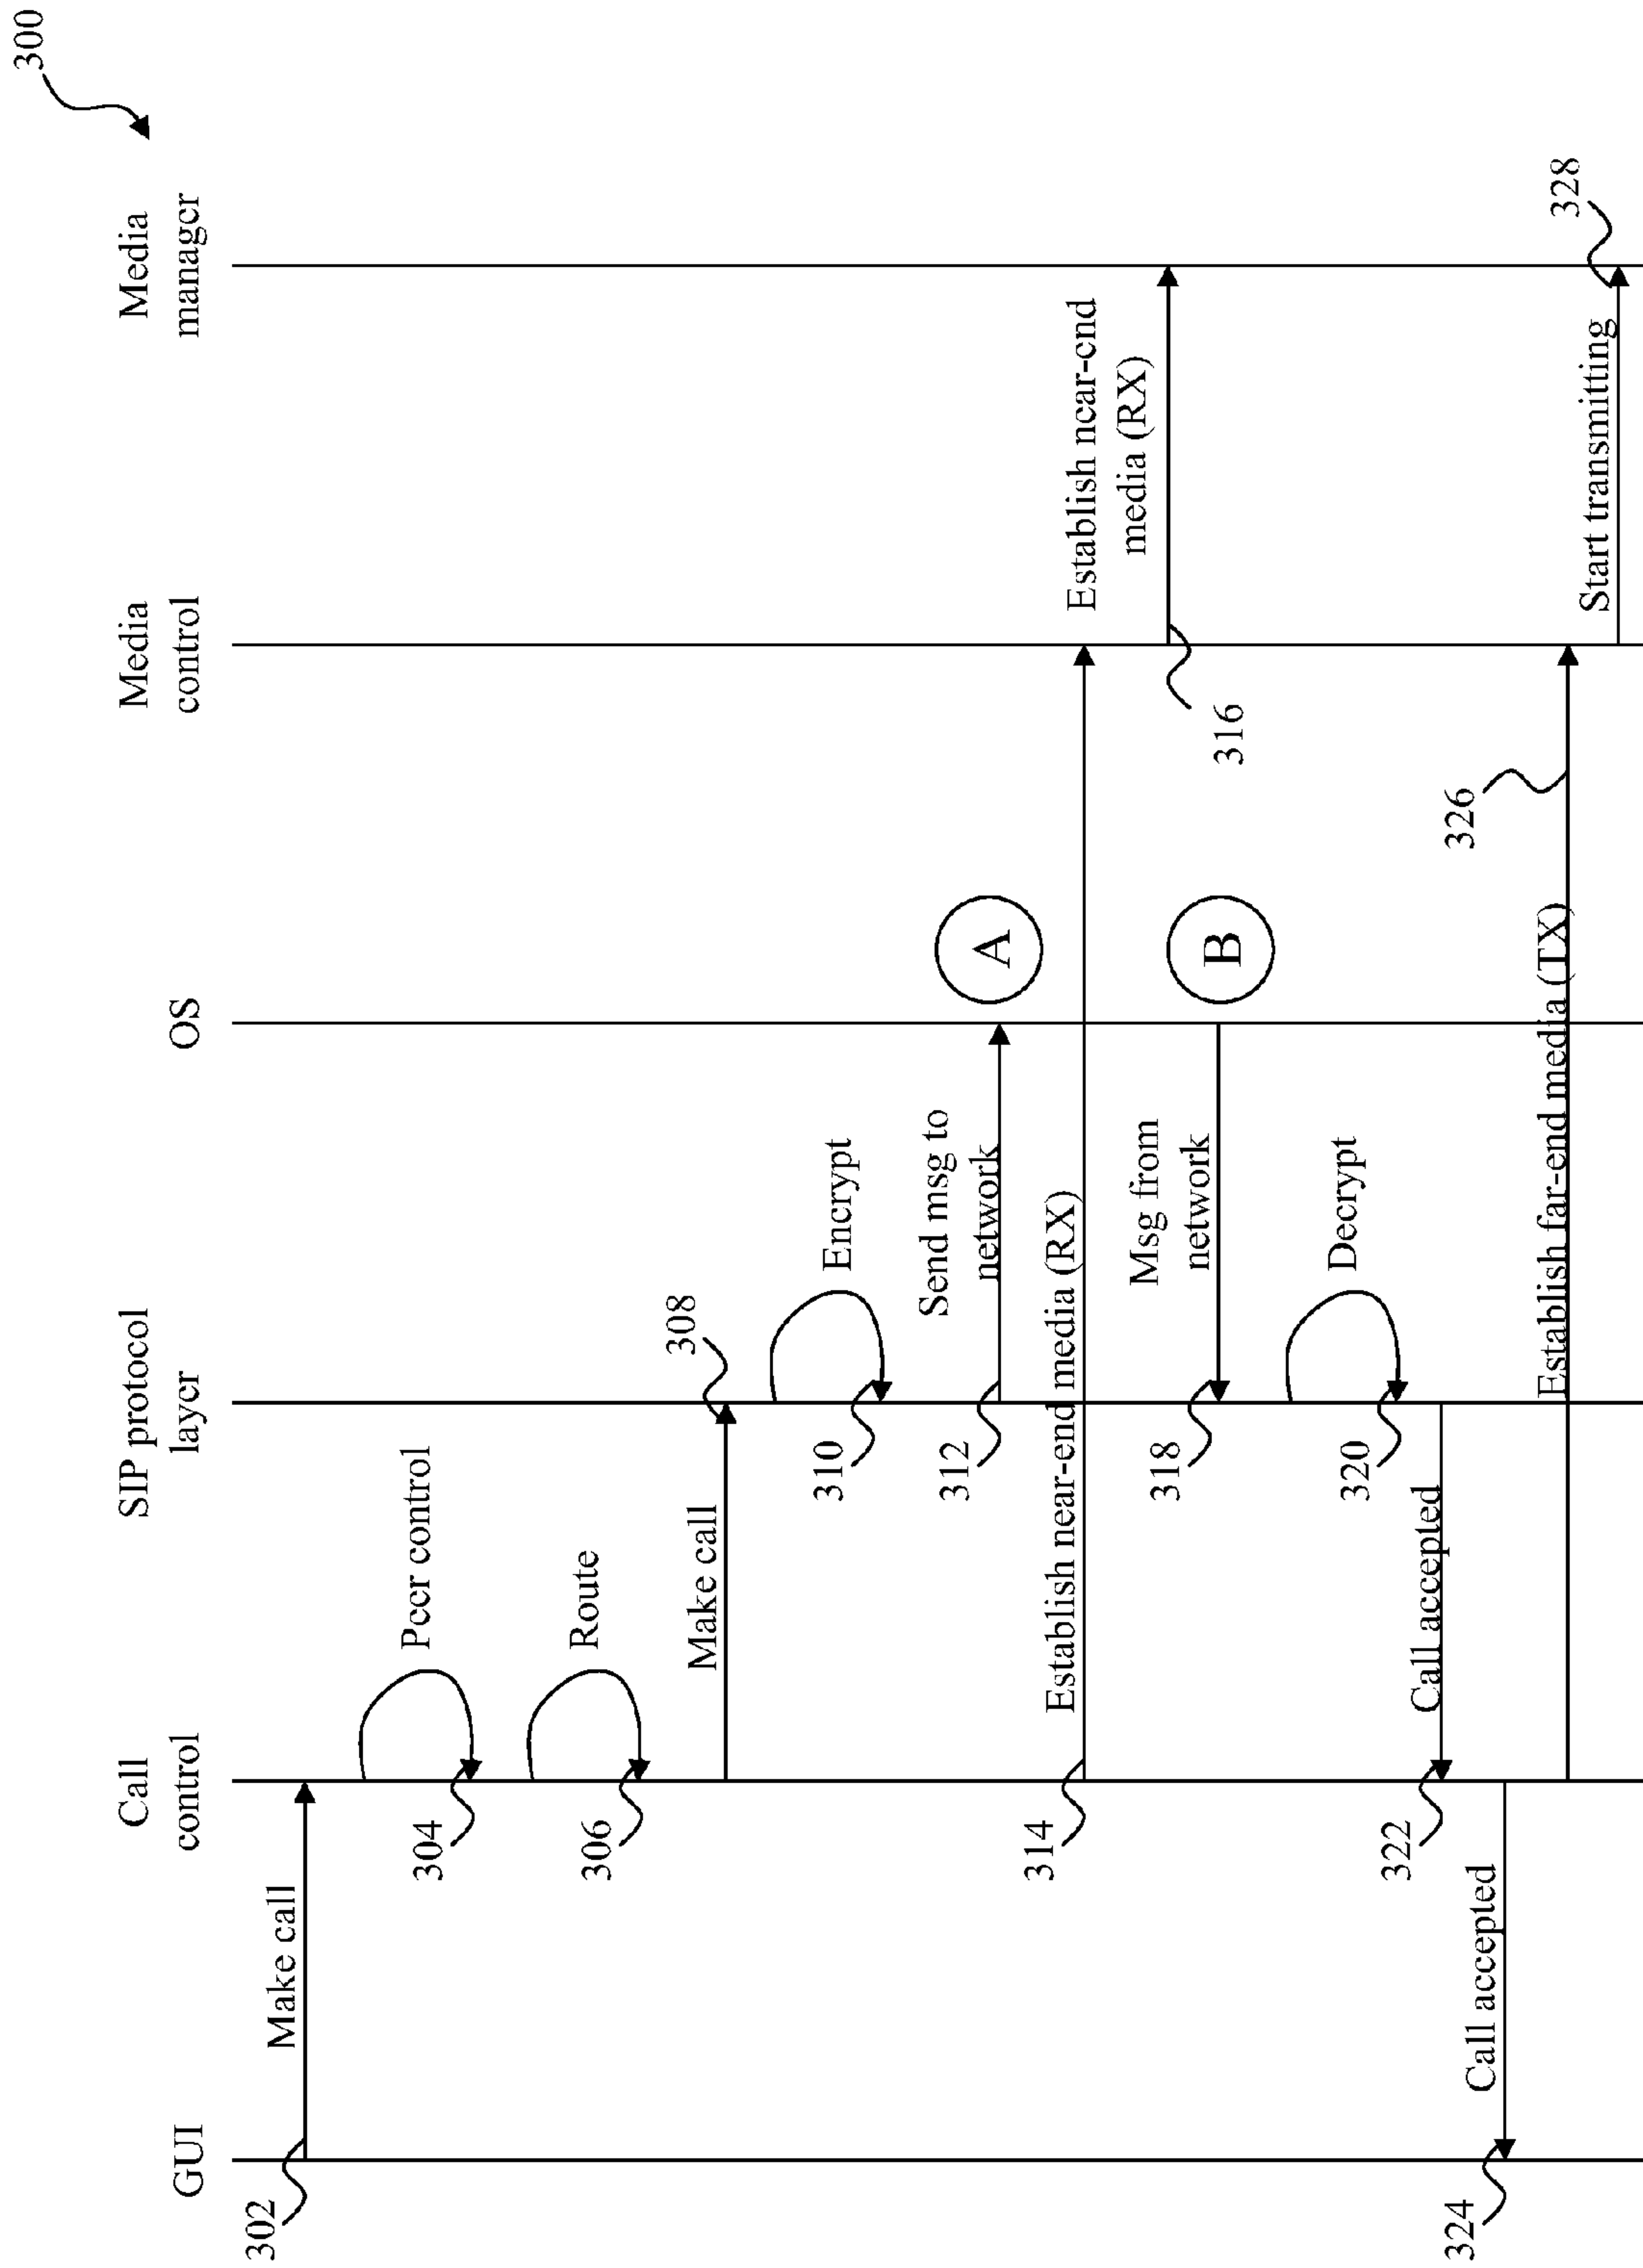 300
GUI
Call
control
SIP protocol
layer
OS
Media
control
Media
manager
302
Make call
304
Peer control
306
Route
Make call
308
310
Encrypt
312
Send msg to
network
A
314
Establish near-end media (RX)
Establish near-end
media (RX)
316
318
Msg from
network
B
320
Decrypt
322
Call accepted
324
Call accepted
Establish far-end media (TX)
326
Start transmitting
328